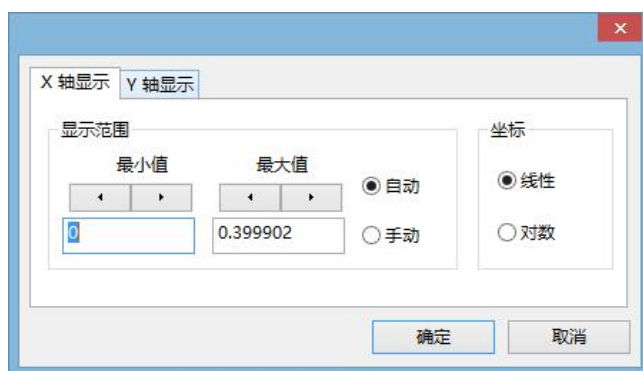 X 轴显示 Y 轴显示
显示范围 坐标
最小值 最大值
自动 线性
0 0.399902 手动 对数
确定 取消